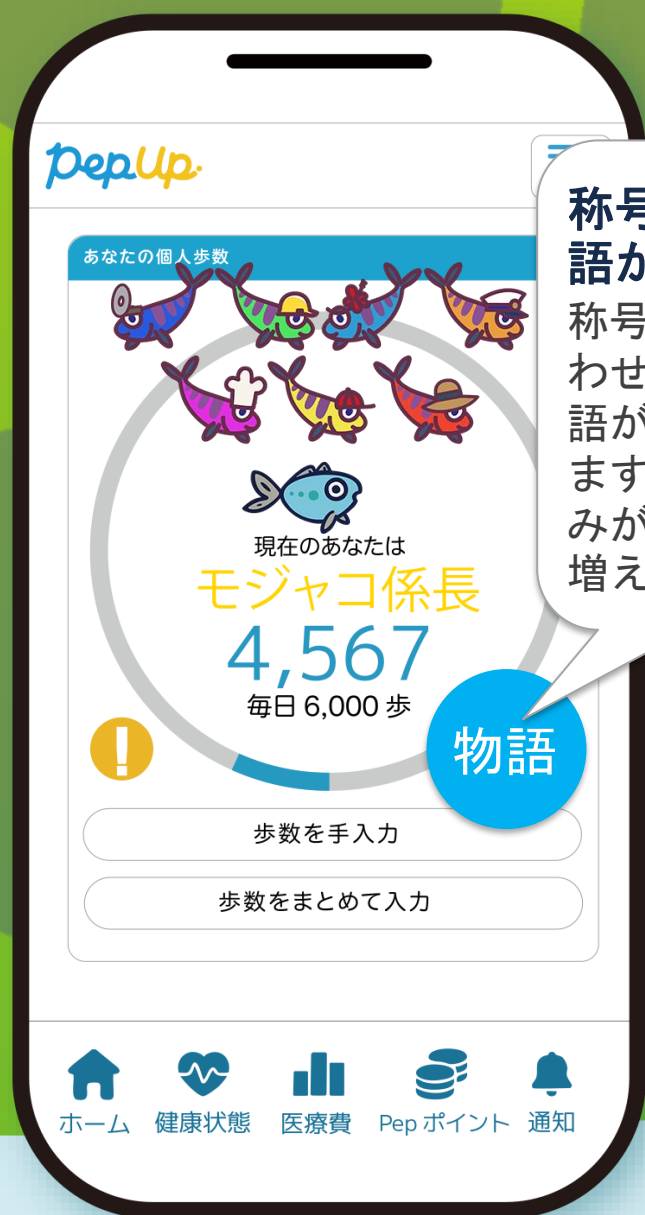 PepUp
あなたの個人歩数
称号
語が
称号
わせ
語が
ます
みが
増え
現在のあなたは
モジャコ係長
4,567
毎日 6,000 歩
!
物語
歩数を手入力
歩数をまとめて入力
ホーム 健康状態 医療費 Pep ポイント 通知